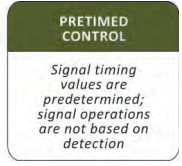 PRETIMED
CONTROL
Signal timing
values are
predetermined;
signal operations
are not based on
detection